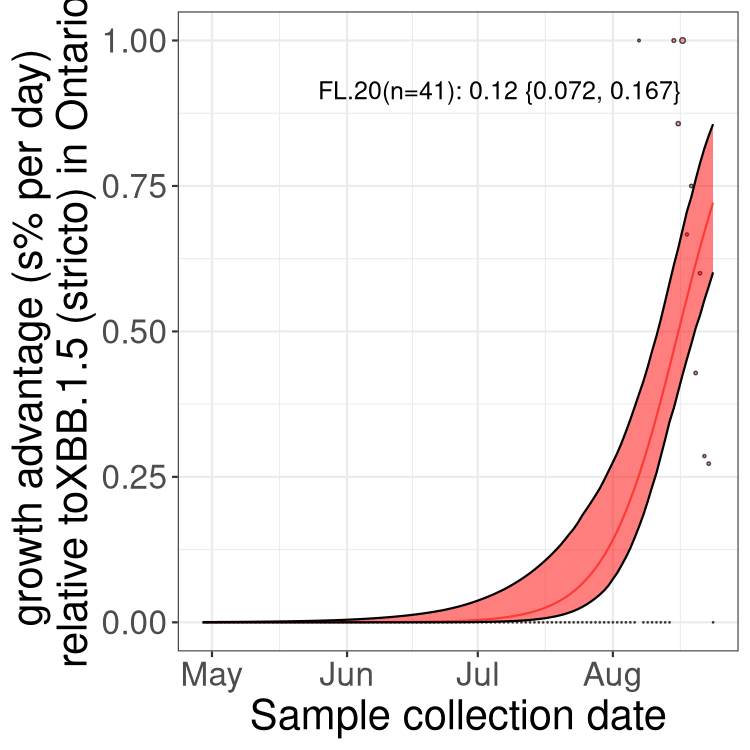 growth advantage (s% per day)
relative toXBB.1.5 (stricto) in Ontario
1.00
0.75
0.50
0.25
0.00
FL.20(n=41): 0.12 {0.072, 0.167}
May Jun Jul Aug
Sample collection date